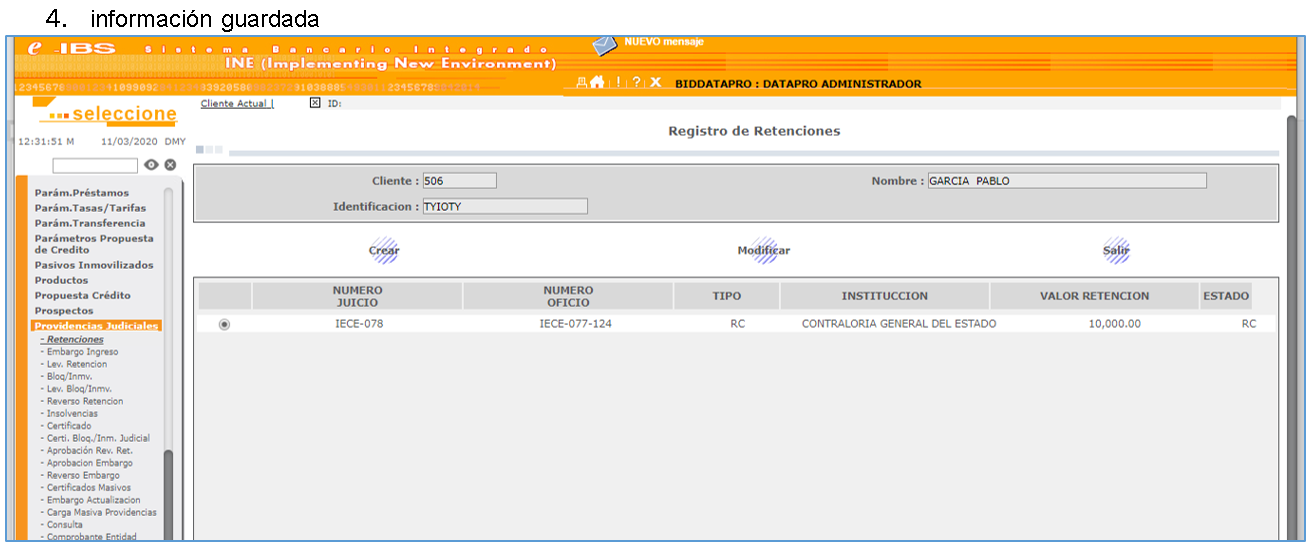 4. información guardada
e -IBS Sistema Bancario Integrado
NUEVO mensaje
INE (Implementing New Environment)
! ? X BIDDATAPRO : DATAPRO ADMINISTRADOR
...seleccione
Cliente Actual | ID:
12:31:51 M 11/03/2020 DMY
Registro de Retenciones
Cliente : 506
Nombre : GARCIA PABLO
Identificacion : TYIOTY
Crear
Modificar
Salir
NUMERO JUICIO
NUMERO OFICIO
TIPO
INSTITUCCION
VALOR RETENCION
ESTADO
IECE-078
IECE-077-124
RC
CONTRALORIA GENERAL DEL ESTADO
10,000.00
RC
Parám.Préstamos
Parám.Tasas/Tarifas
Parám.Transferencia
Parámetros Propuesta
de Credito
Pasivos Inmovilizados
Productos
Propuesta Crédito
Prospectos
Providencias Judiciales
- Retenciones
- Embargo Ingreso
- Lev. Retencion
- Bloq/Inmv.
- Lev. Bloq/Inmv.
- Reverso Retencion
- Insolvencias
- Certificado
- Certi. Bloq./Inm. Judicial
- Aprobación Rev. Ret.
- Aprobacion Embargo
- Reverso Embargo
- Certificados Masivos
- Embargo Actualizacion
- Carga Masiva Providencias
- Consulta
- Comprobante Entidad